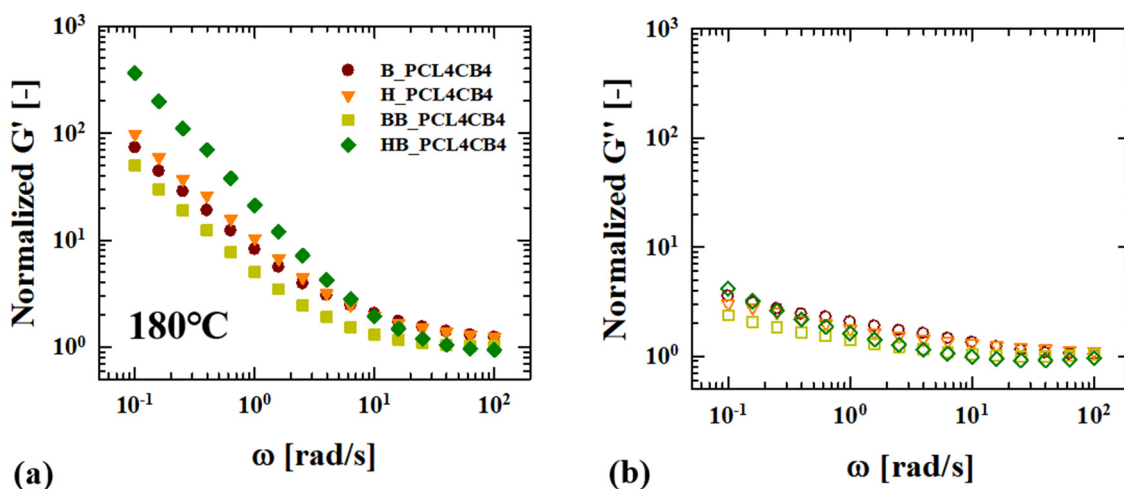 10³
10²
10¹
10⁰
Normalized G' [-]
B_PCL4CB4
H_PCL4CB4
BB_PCL4CB4
HB_PCL4CB4
180°C
10⁻¹ 10⁰ 10¹ 10²
ω [rad/s]
(a)
10³
10²
10¹
10⁰
Normalized G'' [-]
10⁻¹ 10⁰ 10¹ 10²
ω [rad/s]
(b)